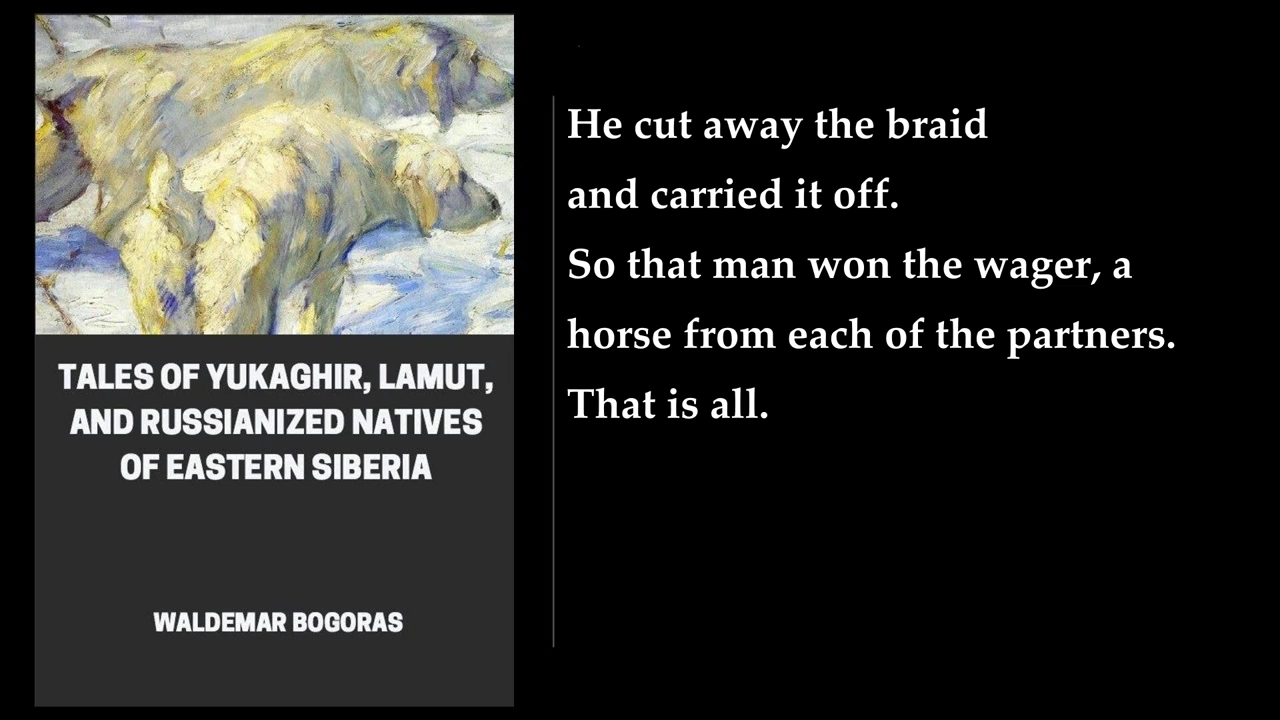 TALES OF YUKAGHIR, LAMUT,
AND RUSSIANIZED NATIVES
OF EASTERN SIBERIA
WALDEMAR BOGORAS
He cut away the braid
and carried it off.
So that man won the wager, a
horse from each of the partners.
That is all.